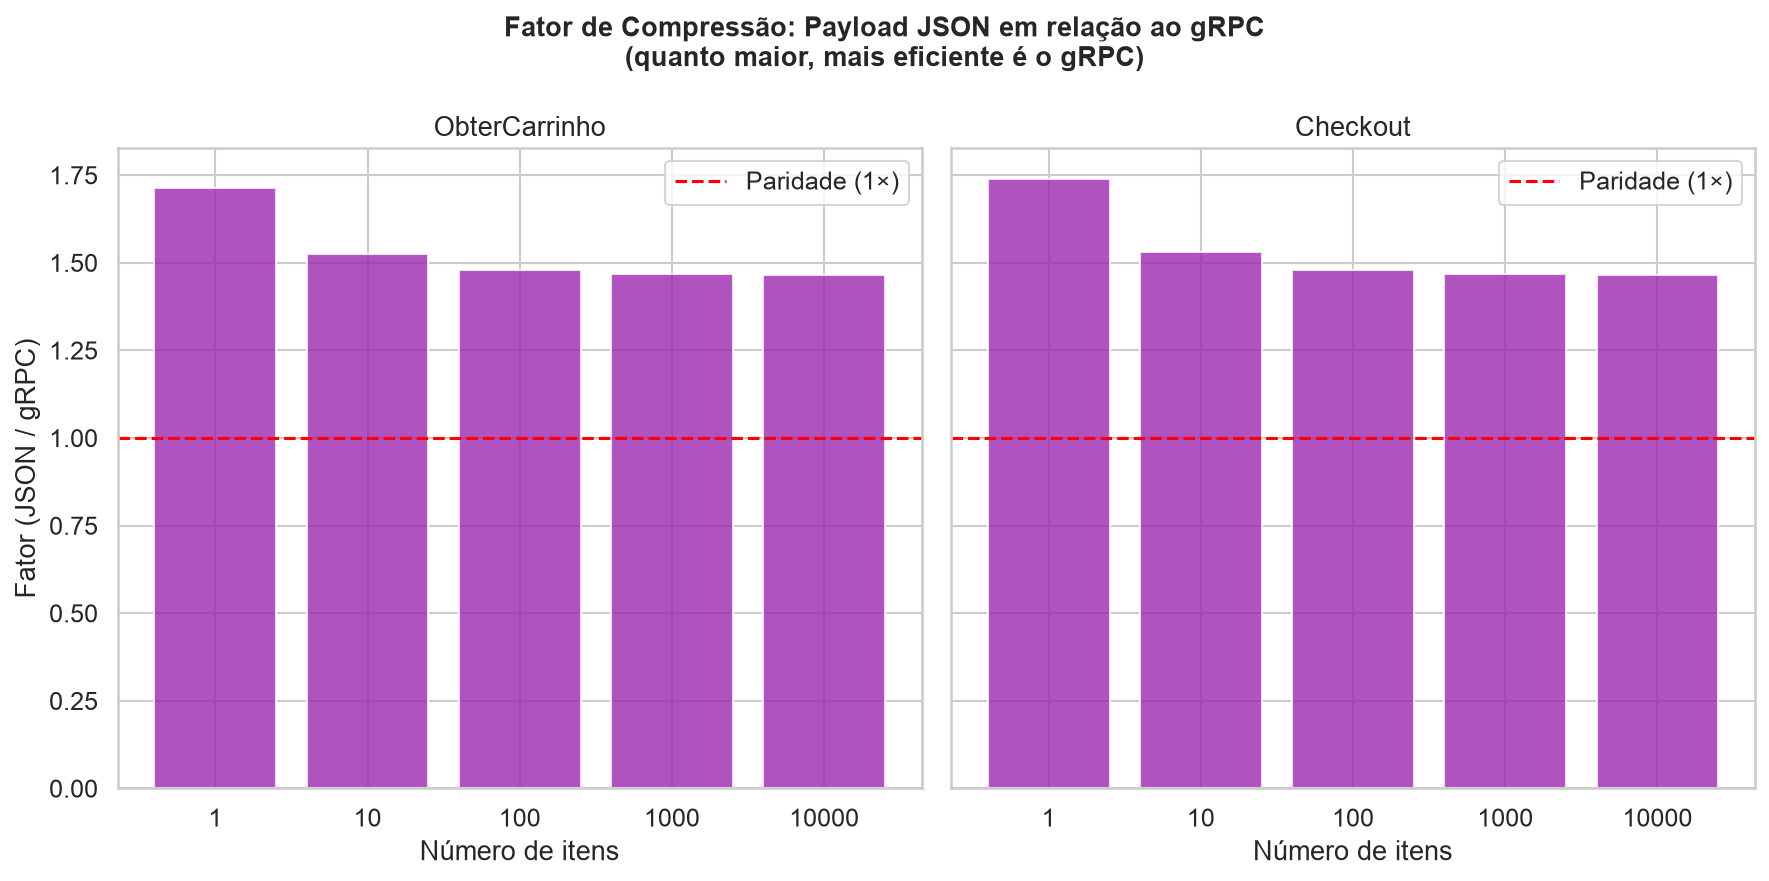 Fator de Compressão: Payload JSON em relação ao gRPC
(quanto maior, mais eficiente é o gRPC)
ObterCarrinho
Checkout
Paridade (1×)
Paridade (1×)
Fator (JSON / gRPC)
1.75
1.50
1.25
1.00
0.75
0.50
0.25
0.00
1 10 100 1000 10000
1 10 100 1000 10000
Número de itens
Número de itens